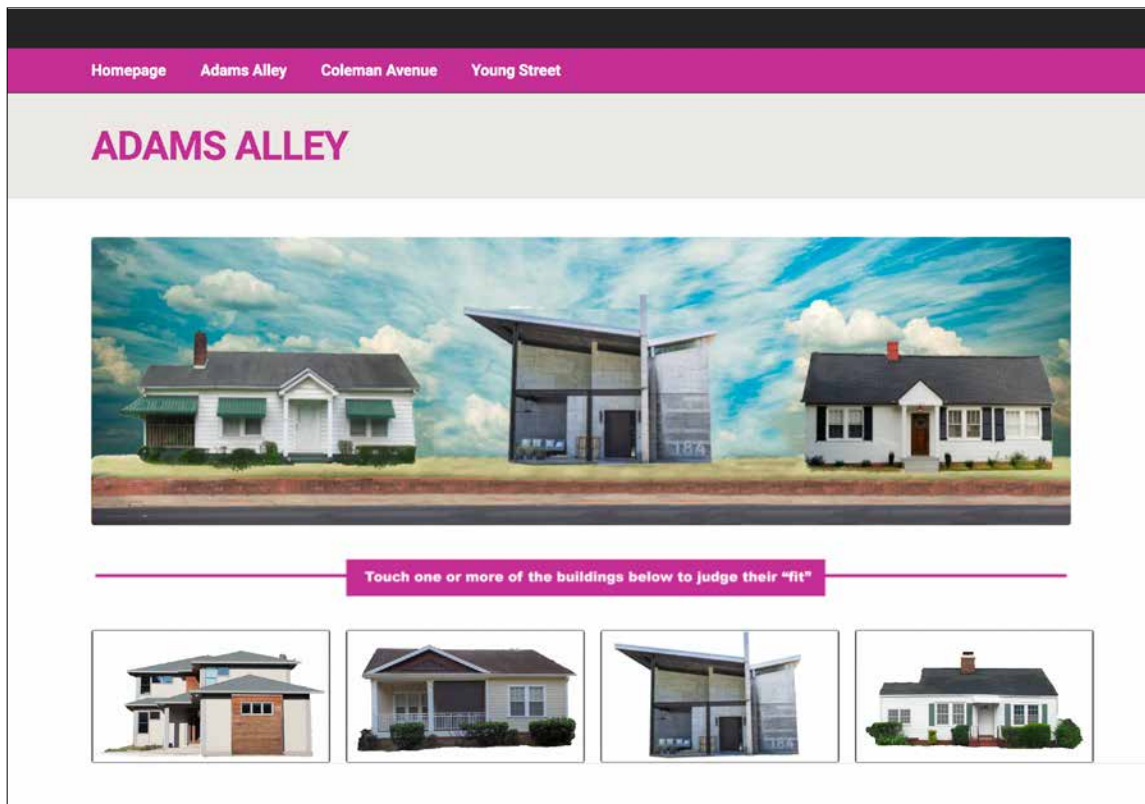 Homepage Adams Alley Coleman Avenue Young Street
ADAMS ALLEY
184
Touch one or more of the buildings below to judge their “fit”
184